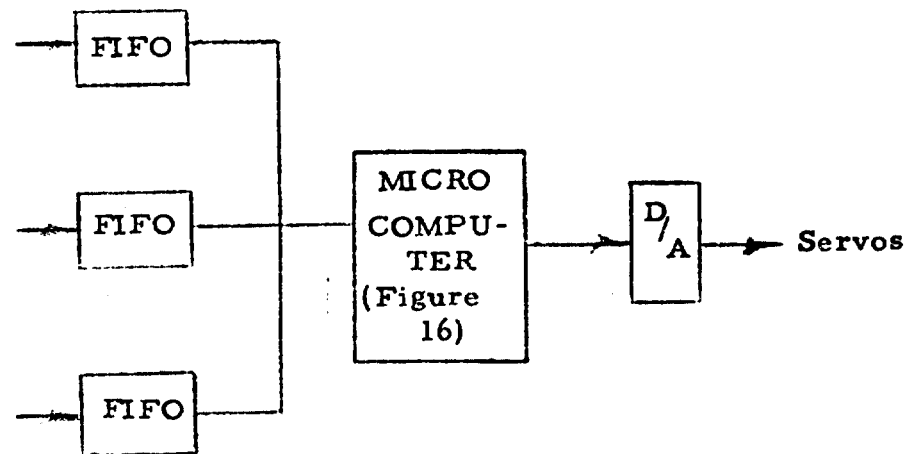 FIFO
FIFO
FIFO
MICRO
COMPU-
TER
(Figure
16)
D/A
Servos